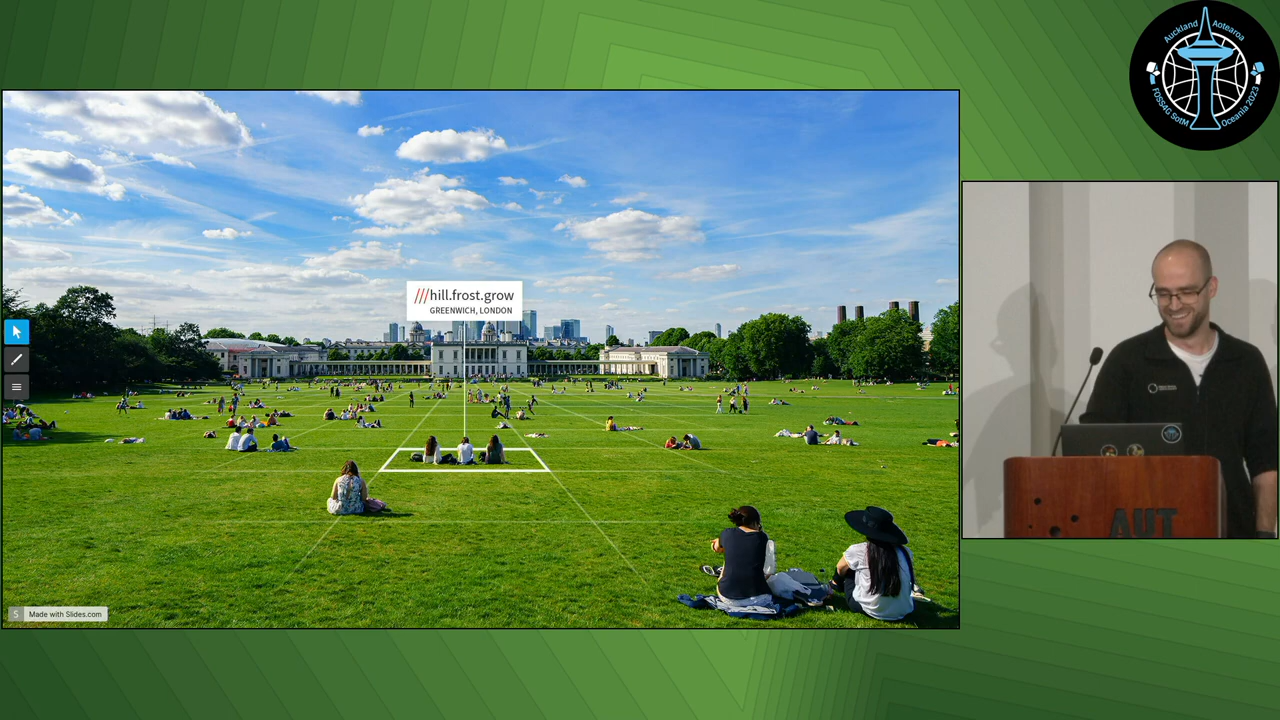 Auckland Aotearoa
FOSS4G SotM Oceania 2023
///hill.frost.grow
GREENWICH, LONDON
AUT
S Made with Slides.com